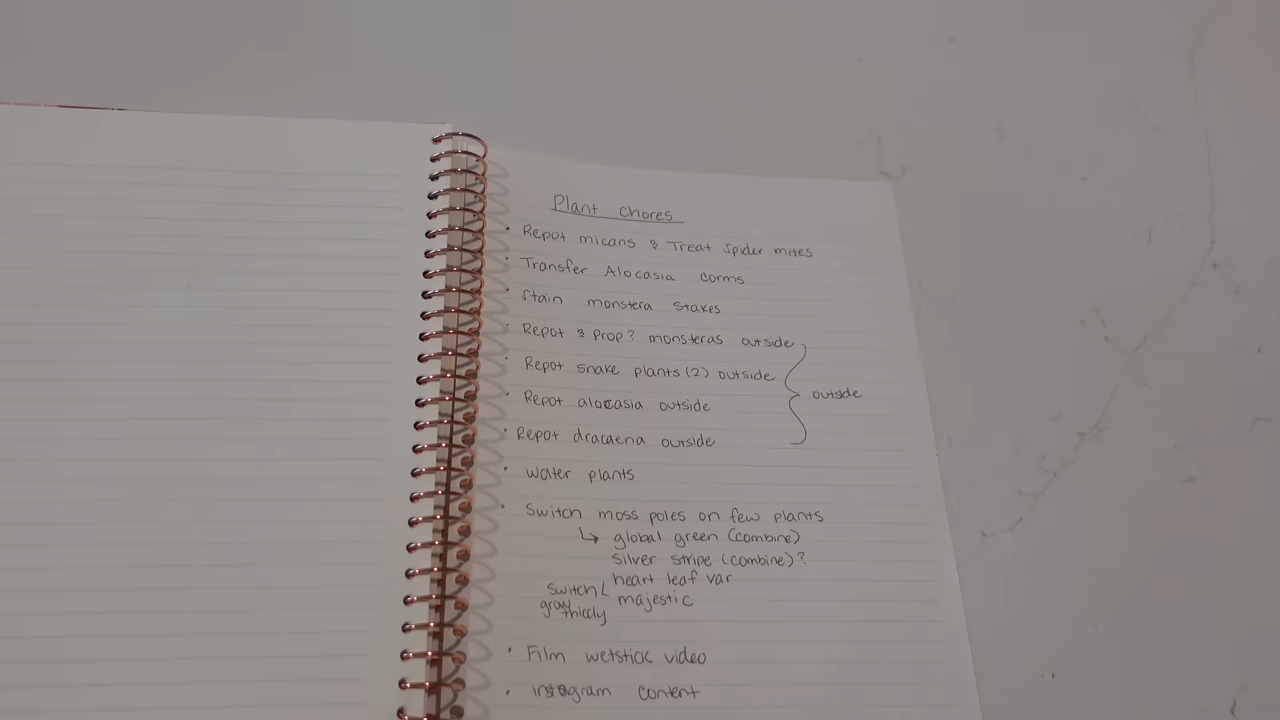 Plant chores
• Repot micans & Treat spider mites
• Transfer Alocasia corms
• Stain monstera stakes
• Repot & Prop? monsteras outside
• Repot snake plants (2) outside
outside
• Repot alocasia outside
• Repot dracaena outside
• water plants
• Switch moss poles on few plants
↳ global green (combine)
silver stripe (combine)?
heart leaf var
switch majestic
grow thiccly
• Film wetstick video
• instagram content